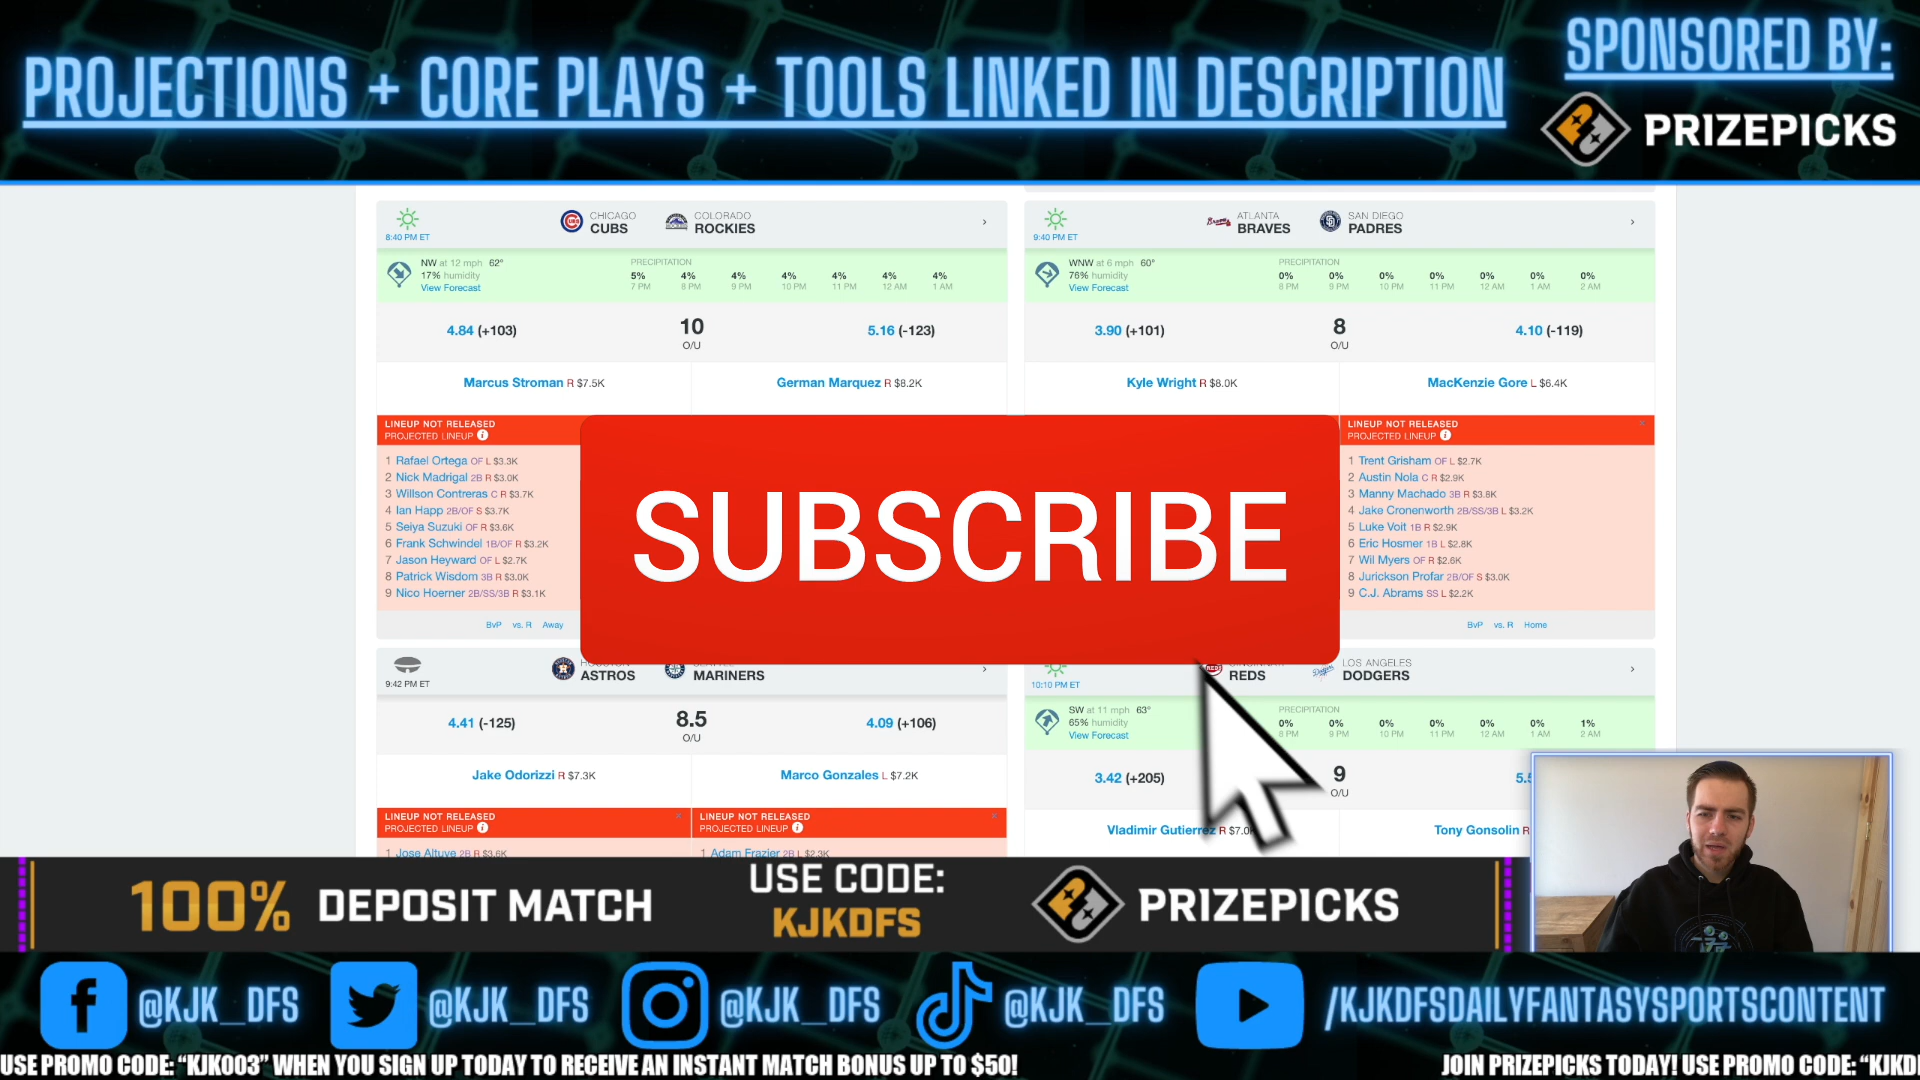 PROJECTIONS + CORE PLAYS + TOOLS LINKED IN DESCRIPTION
SPONSORED BY:
PRIZEPICKS
8:40 PM ET
CHICAGO
CUBS
COLORADO
ROCKIES
NW at 12 mph 62°
17% humidity
View Forecast
PRECIPITATION
5% 4% 4% 4% 4% 4% 4%
7 PM 8 PM 9 PM 10 PM 11 PM 12 AM 1 AM
4.84 (+103)
10
O/U
5.16 (-123)
Marcus Stroman R $7.5K
German Marquez R $8.2K
LINEUP NOT RELEASED
PROJECTED LINEUP
1 Rafael Ortega OF L $3.3K
2 Nick Madrigal 2B R $3.0K
3 Willson Contreras C R $3.7K
4 Ian Happ 2B/OF S $3.7K
5 Seiya Suzuki OF R $3.6K
6 Frank Schwindel 1B/OF R $3.2K
7 Jason Heyward OF L $2.7K
8 Patrick Wisdom 3B R $3.0K
9 Nico Hoerner 2B/SS/3B R $3.1K
BvP vs. R Away
9:40 PM ET
ATLANTA
BRAVES
SAN DIEGO
PADRES
WNW at 6 mph 60°
76% humidity
View Forecast
PRECIPITATION
0% 0% 0% 0% 0% 0% 0%
8 PM 9 PM 10 PM 11 PM 12 AM 1 AM 2 AM
3.90 (+101)
8
O/U
4.10 (-119)
Kyle Wright R $8.0K
MacKenzie Gore L $6.4K
LINEUP NOT RELEASED
PROJECTED LINEUP
1 Trent Grisham OF L $2.7K
2 Austin Nola C R $2.9K
3 Manny Machado 3B R $3.8K
4 Jake Cronenworth 2B/SS/3B L $3.2K
5 Luke Voit 1B R $2.9K
6 Eric Hosmer 1B L $2.8K
7 Wil Myers OF R $2.6K
8 Jurickson Profar 2B/OF S $3.0K
9 C.J. Abrams SS L $2.2K
BvP vs. R Home
SUBSCRIBE
9:42 PM ET
ASTROS
MARINERS
4.41 (-125)
8.5
O/U
4.09 (+106)
Jake Odorizzi R $7.3K
Marco Gonzales L $7.2K
LINEUP NOT RELEASED
PROJECTED LINEUP
LINEUP NOT RELEASED
PROJECTED LINEUP
1 Jose Altuve 2B R $3.6K
1 Adam Frazier 2B L $2.3K
10:10 PM ET
REDS
LOS ANGELES
DODGERS
SW at 11 mph 63°
65% humidity
View Forecast
PRECIPITATION
0% 0% 0% 0% 0% 0% 1%
8 PM 9 PM 10 PM 11 PM 12 AM 1 AM 2 AM
3.42 (+205)
9
O/U
Vladimir Gutierrez R $7.0K
Tony Gonsolin R
100% DEPOSIT MATCH
USE CODE:
KJKDFS
PRIZEPICKS
@KJK_DFS
@KJK_DFS
@KJK_DFS
@KJK_DFS
/KJKDFSDAILYFANTASYSPORTSCONTENT
USE PROMO CODE: “KJK003” WHEN YOU SIGN UP TODAY TO RECEIVE AN INSTANT MATCH BONUS UP TO $50!
JOIN PRIZEPICKS TODAY! USE PROMO CODE: “KJKD